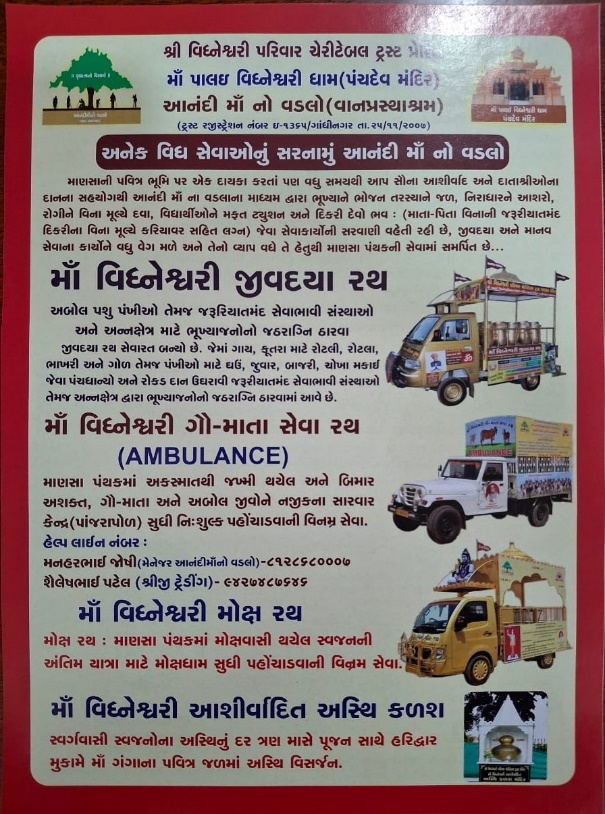 શ્રી વિઘ્નેશ્વરી પરિવાર ચેરીટેબલ ટ્રસ્ટ પ્રેરિત
માઁ પાલઇ વિઘ્નેશ્વરી ધામ(પંચદેવ મંદિર)
આનંદી માઁ નો વડલો(વાનપ્રસ્થાશ્રમ)
(ટ્રસ્ટ રજીસ્ટ્રેશન નંબર ઇ-૧૩૬૫/ગાંધીનગર તા.૨૫/૧૧/૨૦૦૭)
માઁ પાલઇ વિઘ્નેશ્વરી ધામ
પંચદેવ મંદિર
અનેક વિધ સેવાઓનું સરનામું આનંદી માઁ નો વડલો
માણસાની પવિત્ર ભૂમિ પર એક દાયકા કરતાં પણ વધુ સમયથી આપ સૌના આશીર્વાદ અને દાતાશ્રીઓના
દાનના સહયોગથી આનંદી માઁ ના વડલાના માધ્યમ દ્વારા ભૂખ્યાને ભોજન તરસ્યાને જળ, નિરાધારને આશરો,
રોગીને વિના મૂલ્યે દવા, વિદ્યાર્થીઓને મફત ટ્યુશન અને દિકરી દેવો ભવ : (માતા-પિતા વિનાની જરૂરીયાતમંદ
દિકરીના વિના મૂલ્યે કરિયાવર સહિત લગ્ન) જેવા સેવાકાર્યોની સરવાણી વહેતી રહી છે, જીવદયા અને માનવ
સેવાના કાર્યોને વધુ વેગ મળે અને તેનો વ્યાપ વધે તે હેતુથી માણસા પંથકની સેવામાં સમર્પિત છે...
માઁ વિઘ્નેશ્વરી જીવદયા રથ
અબોલ પશુ પંખીઓ તેમજ જરૂરિયાતમંદ સેવાભાવી સંસ્થાઓ
અને અન્નક્ષેત્ર માટે ભૂખ્યાજનોનો જઠરાગ્નિ ઠારવા
જીવદયા રથ સેવારત બન્યો છે. જેમાં ગાય, કૂતરા માટે રોટલી, રોટલા,
ભાખરી અને ગોળ તેમજ પંખીઓ માટે ઘઉં, જુવાર, બાજરી, ચોખા મકાઈ
જેવા પંચધાન્યો અને રોકડ દાન ઉઘરાવી જરૂરીયાતમંદ સેવાભાવી સંસ્થાઓ
તેમજ અન્નક્ષેત્ર દ્વારા ભૂખ્યાજનોનો જઠરાગ્નિ ઠારવામાં આવે છે.
માઁ વિઘ્નેશ્વરી ગૌ-માતા સેવા રથ
(AMBULANCE)
AMBULANCE
માણસા પંથકમાં અકસ્માતથી જખ્મી થયેલ અને બિમાર
અશક્ત, ગૌ-માતા અને અબોલ જીવોને નજીકના સારવાર
કેન્દ્ર(પાંજરાપોળ) સુધી નિઃશુલ્ક પહોંચાડવાની વિનમ્ર સેવા.
હેલ્પ લાઈન નંબર :
મનહરભાઈ જોષી(મેનેજર આનંદીમાઁનો વડલો)-૮૧૨૮૬૮૦૦૦૭
શૈલેષભાઈ પટેલ (શ્રીજી ટ્રેડીંગ)- ૯૪૨૭૪૮૭૬૪૬
માઁ વિઘ્નેશ્વરી મોક્ષ રથ
મોક્ષ રથ : માણસા પંથકમાં મોક્ષવાસી થયેલ સ્વજનની
અંતિમ યાત્રા માટે મોક્ષધામ સુધી પહોંચાડવાની વિનમ્ર સેવા.
માઁ વિઘ્નેશ્વરી આશીર્વાદિત અસ્થિ કળશ
સ્વર્ગવાસી સ્વજનોના અસ્થિનું દર ત્રણ માસે પૂજન સાથે હરિદ્વાર
મુકામે માઁ ગંગાના પવિત્ર જળમાં અસ્થિ વિસર્જન.